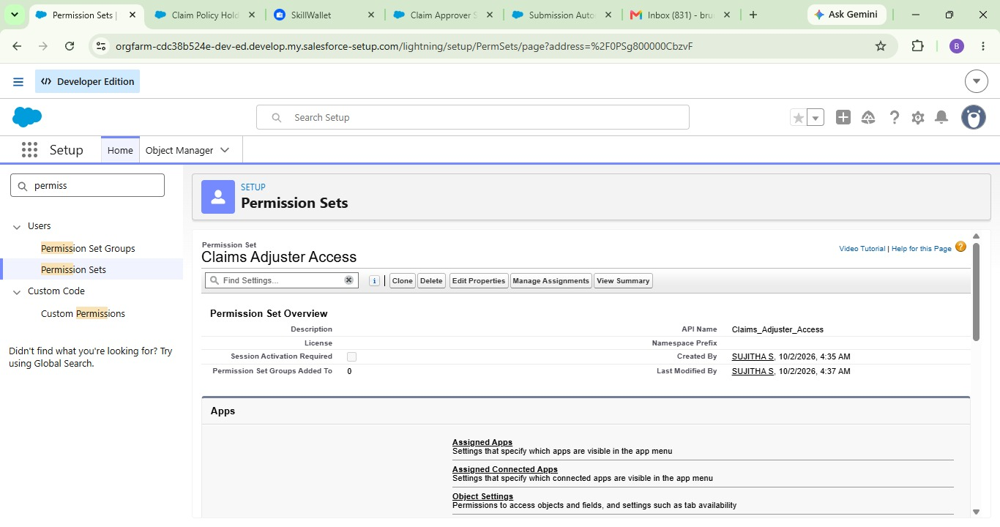 Permission Sets |
Claim Policy Hold
SkillWallet
Claim Approver S
Submission Auto
Inbox (831) - bru
Ask Gemini
orgfarm-cdc38b524e-dev-ed.develop.my.salesforce-setup.com/lightning/setup/PermSets/page?address=%2F0PSg800000CbzvF
B
Developer Edition
Search Setup
Setup
Home
Object Manager
permiss
Users
Permission Set Groups
Permission Sets
Custom Code
Custom Permissions
Didn't find what you're looking for? Try
using Global Search.
SETUP
Permission Sets
Permission Set
Claims Adjuster Access
Video Tutorial | Help for this Page
Find Settings...
i
Clone
Delete
Edit Properties
Manage Assignments
View Summary
Permission Set Overview
Description
API Name Claims_Adjuster_Access
License
Namespace Prefix
Session Activation Required
Created By SUJITHA S, 10/2/2026, 4:35 AM
Permission Set Groups Added To 0
Last Modified By SUJITHA S, 10/2/2026, 4:37 AM
Apps
Assigned Apps
Settings that specify which apps are visible in the app menu
Assigned Connected Apps
Settings that specify which connected apps are visible in the app menu
Object Settings
Permissions to access objects and fields, and settings such as tab availability